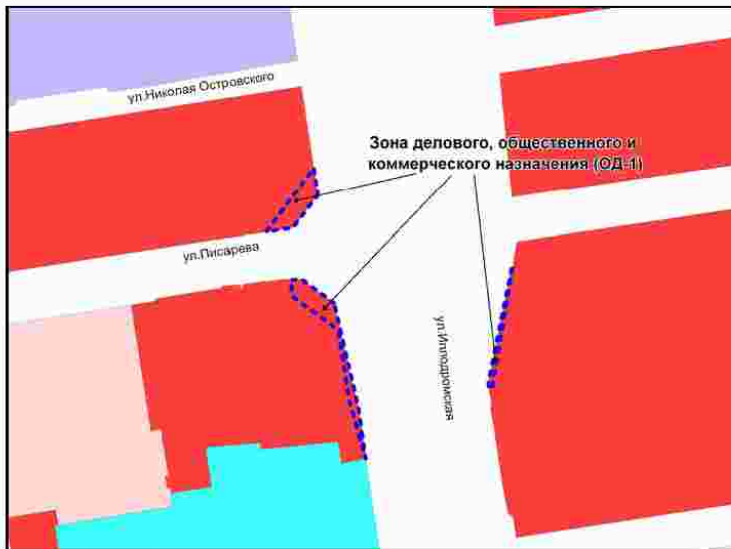 ул.Николая Островского
Зона делового, общественного и
коммерческого назначения (ОД-1)
ул.Писарева
ул.Ипподромская